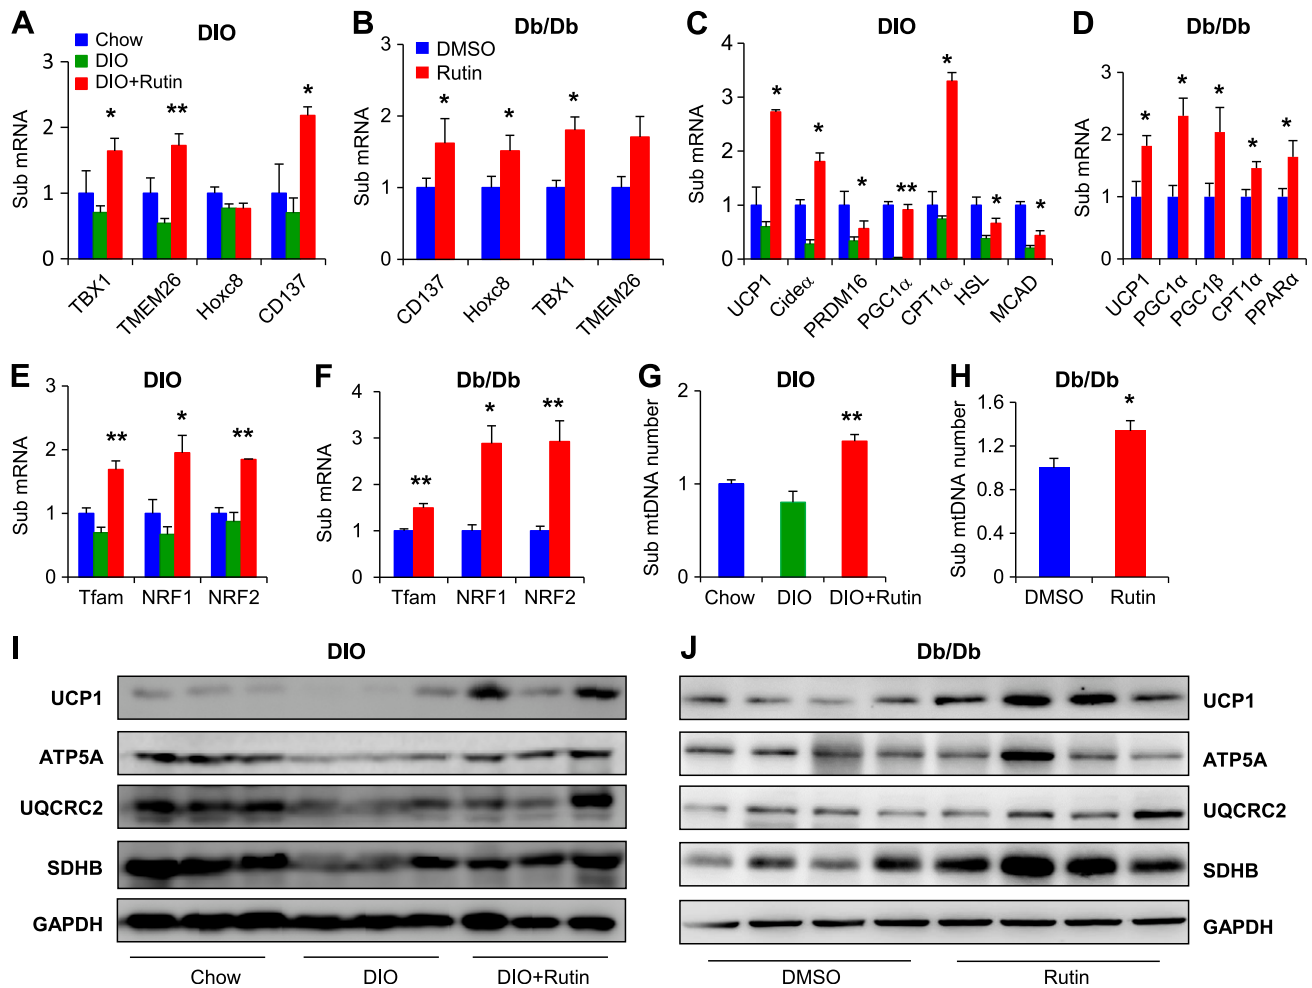 A
DIO
Chow
DIO
DIO+Rutin
Sub mRNA
3
2
1
0
* ** *
TBX1 TMEM26 Hoxc8 CD137
B
Db/Db
DMSO
Rutin
Sub mRNA
3
2
1
0
* * *
CD137 Hoxc8 TBX1 TMEM26
C
DIO
Sub mRNA
4
3
2
1
0
* * * ** * * *
UCP1 Cideα PRDM16 PGC1α CPT1α HSL MCAD
D
Db/Db
Sub mRNA
3
2
1
0
* * * * *
UCP1 PGC1α PGC1β CPT1α PPARα
E
DIO
Sub mRNA
3
2
1
0
** * **
Tfam NRF1 NRF2
F
Db/Db
Sub mRNA
4
3
2
1
0
** * **
Tfam NRF1 NRF2
G
DIO
Sub mtDNA number
2
1
0
**
Chow DIO DIO+Rutin
H
Db/Db
Sub mtDNA number
1.6
1.2
0.8
0.4
0
*
DMSO Rutin
I
DIO
UCP1
ATP5A
UQCRC2
SDHB
GAPDH
Chow DIO DIO+Rutin
J
Db/Db
UCP1
ATP5A
UQCRC2
SDHB
GAPDH
DMSO Rutin